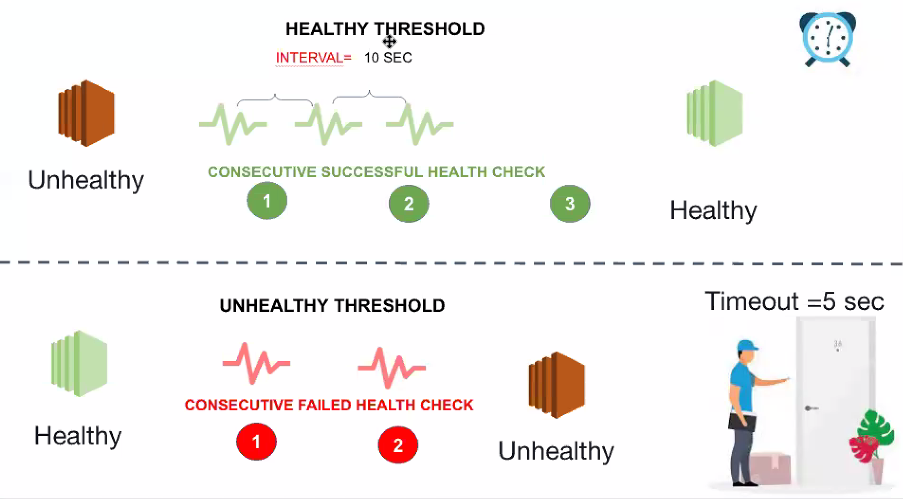 HEALTHY THRESHOLD
INTERVAL= 10 SEC
Unhealthy
CONSECUTIVE SUCCESSFUL HEALTH CHECK
1 2 3
Healthy
UNHEALTHY THRESHOLD
Timeout =5 sec
CONSECUTIVE FAILED HEALTH CHECK
1 2
Healthy
Unhealthy